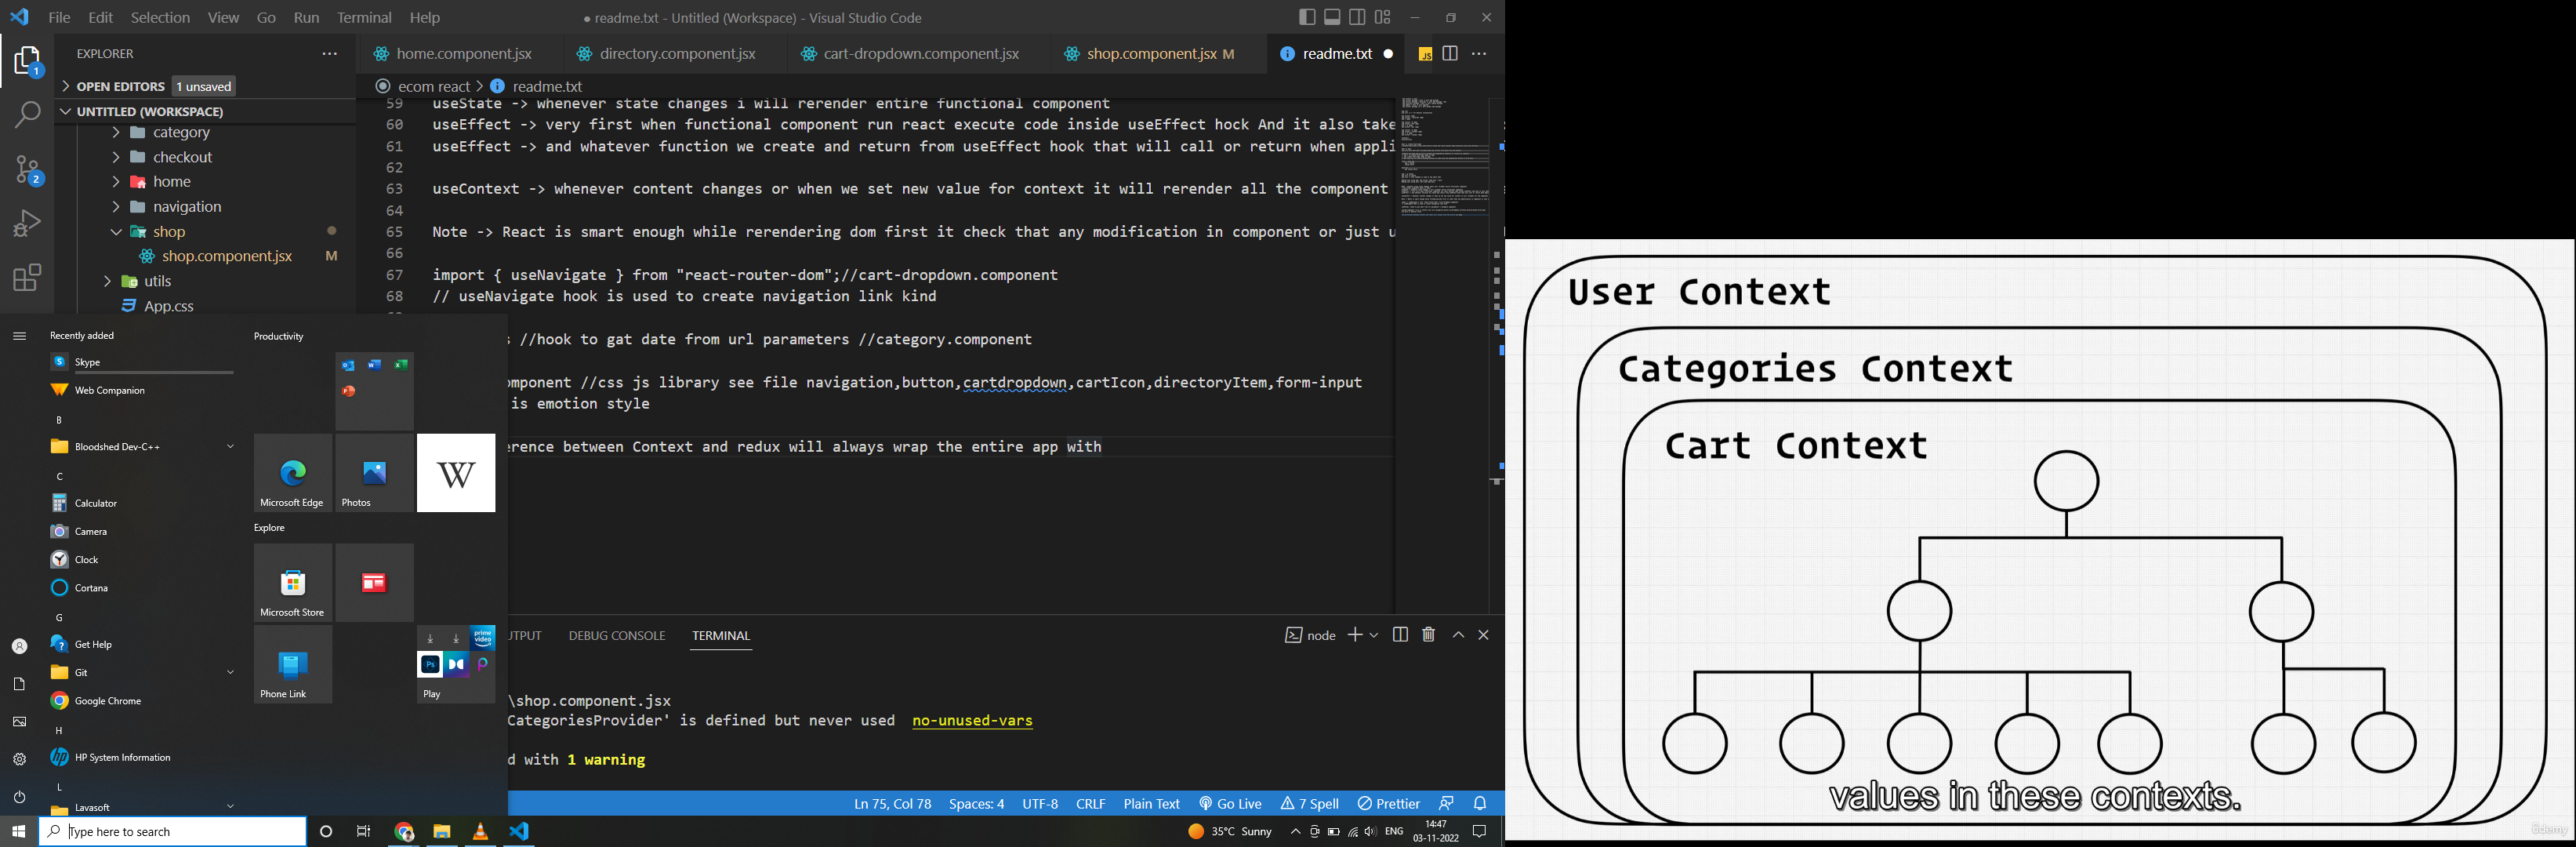 File Edit Selection View Go Run Terminal Help
● readme.txt - Untitled (Workspace) - Visual Studio Code
EXPLORER
home.component.jsx
directory.component.jsx
cart-dropdown.component.jsx
shop.component.jsx M
readme.txt
JS
1
OPEN EDITORS 1 unsaved
ecom react > readme.txt
UNTITLED (WORKSPACE)
category
checkout
2
home
navigation
shop
shop.component.jsx M
utils
App.css
59 useState -> whenever state changes i will rerender entire functional component
60 useEffect -> very first when functional component run react execute code inside useEffect hock And it also take
61 useEffect -> and whatever function we create and return from useEffect hook that will call or return when appli
62
63 useContext -> whenever content changes or when we set new value for context it will rerender all the component
64
65 Note -> React is smart enough while rerendering dom first it check that any modification in component or just u
66
67 import { useNavigate } from "react-router-dom";//cart-dropdown.component
68 // useNavigate hook is used to create navigation link kind
s //hook to gat date from url parameters //category.component
mponent //css js library see file navigation,button,cartdropdown,cartIcon,directoryItem,form-input
is emotion style
erence between Context and redux will always wrap the entire app with
Recently added
Skype
Web Companion
B
Bloodshed Dev-C++
C
Calculator
Camera
Clock
Cortana
G
Get Help
Git
Google Chrome
H
HP System Information
L
Lavasoft
Productivity
Microsoft Edge
Photos
W
Explore
Microsoft Store
Phone Link
prime video
Ps
Play
UTPUT DEBUG CONSOLE TERMINAL
node
\shop.component.jsx
CategoriesProvider' is defined but never used no-unused-vars
d with 1 warning
Ln 75, Col 78 Spaces: 4 UTF-8 CRLF Plain Text Go Live 7 Spell Prettier
Type here to search
35°C Sunny
ENG
14:47
03-11-2022
User Context
Categories Context
Cart Context
values in these contexts.
ûdemy